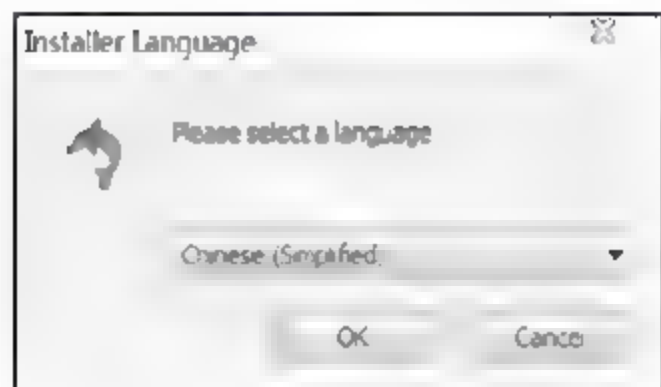 Installer Language
Please select a language
Chinese (Simplified)
OK
Cancel